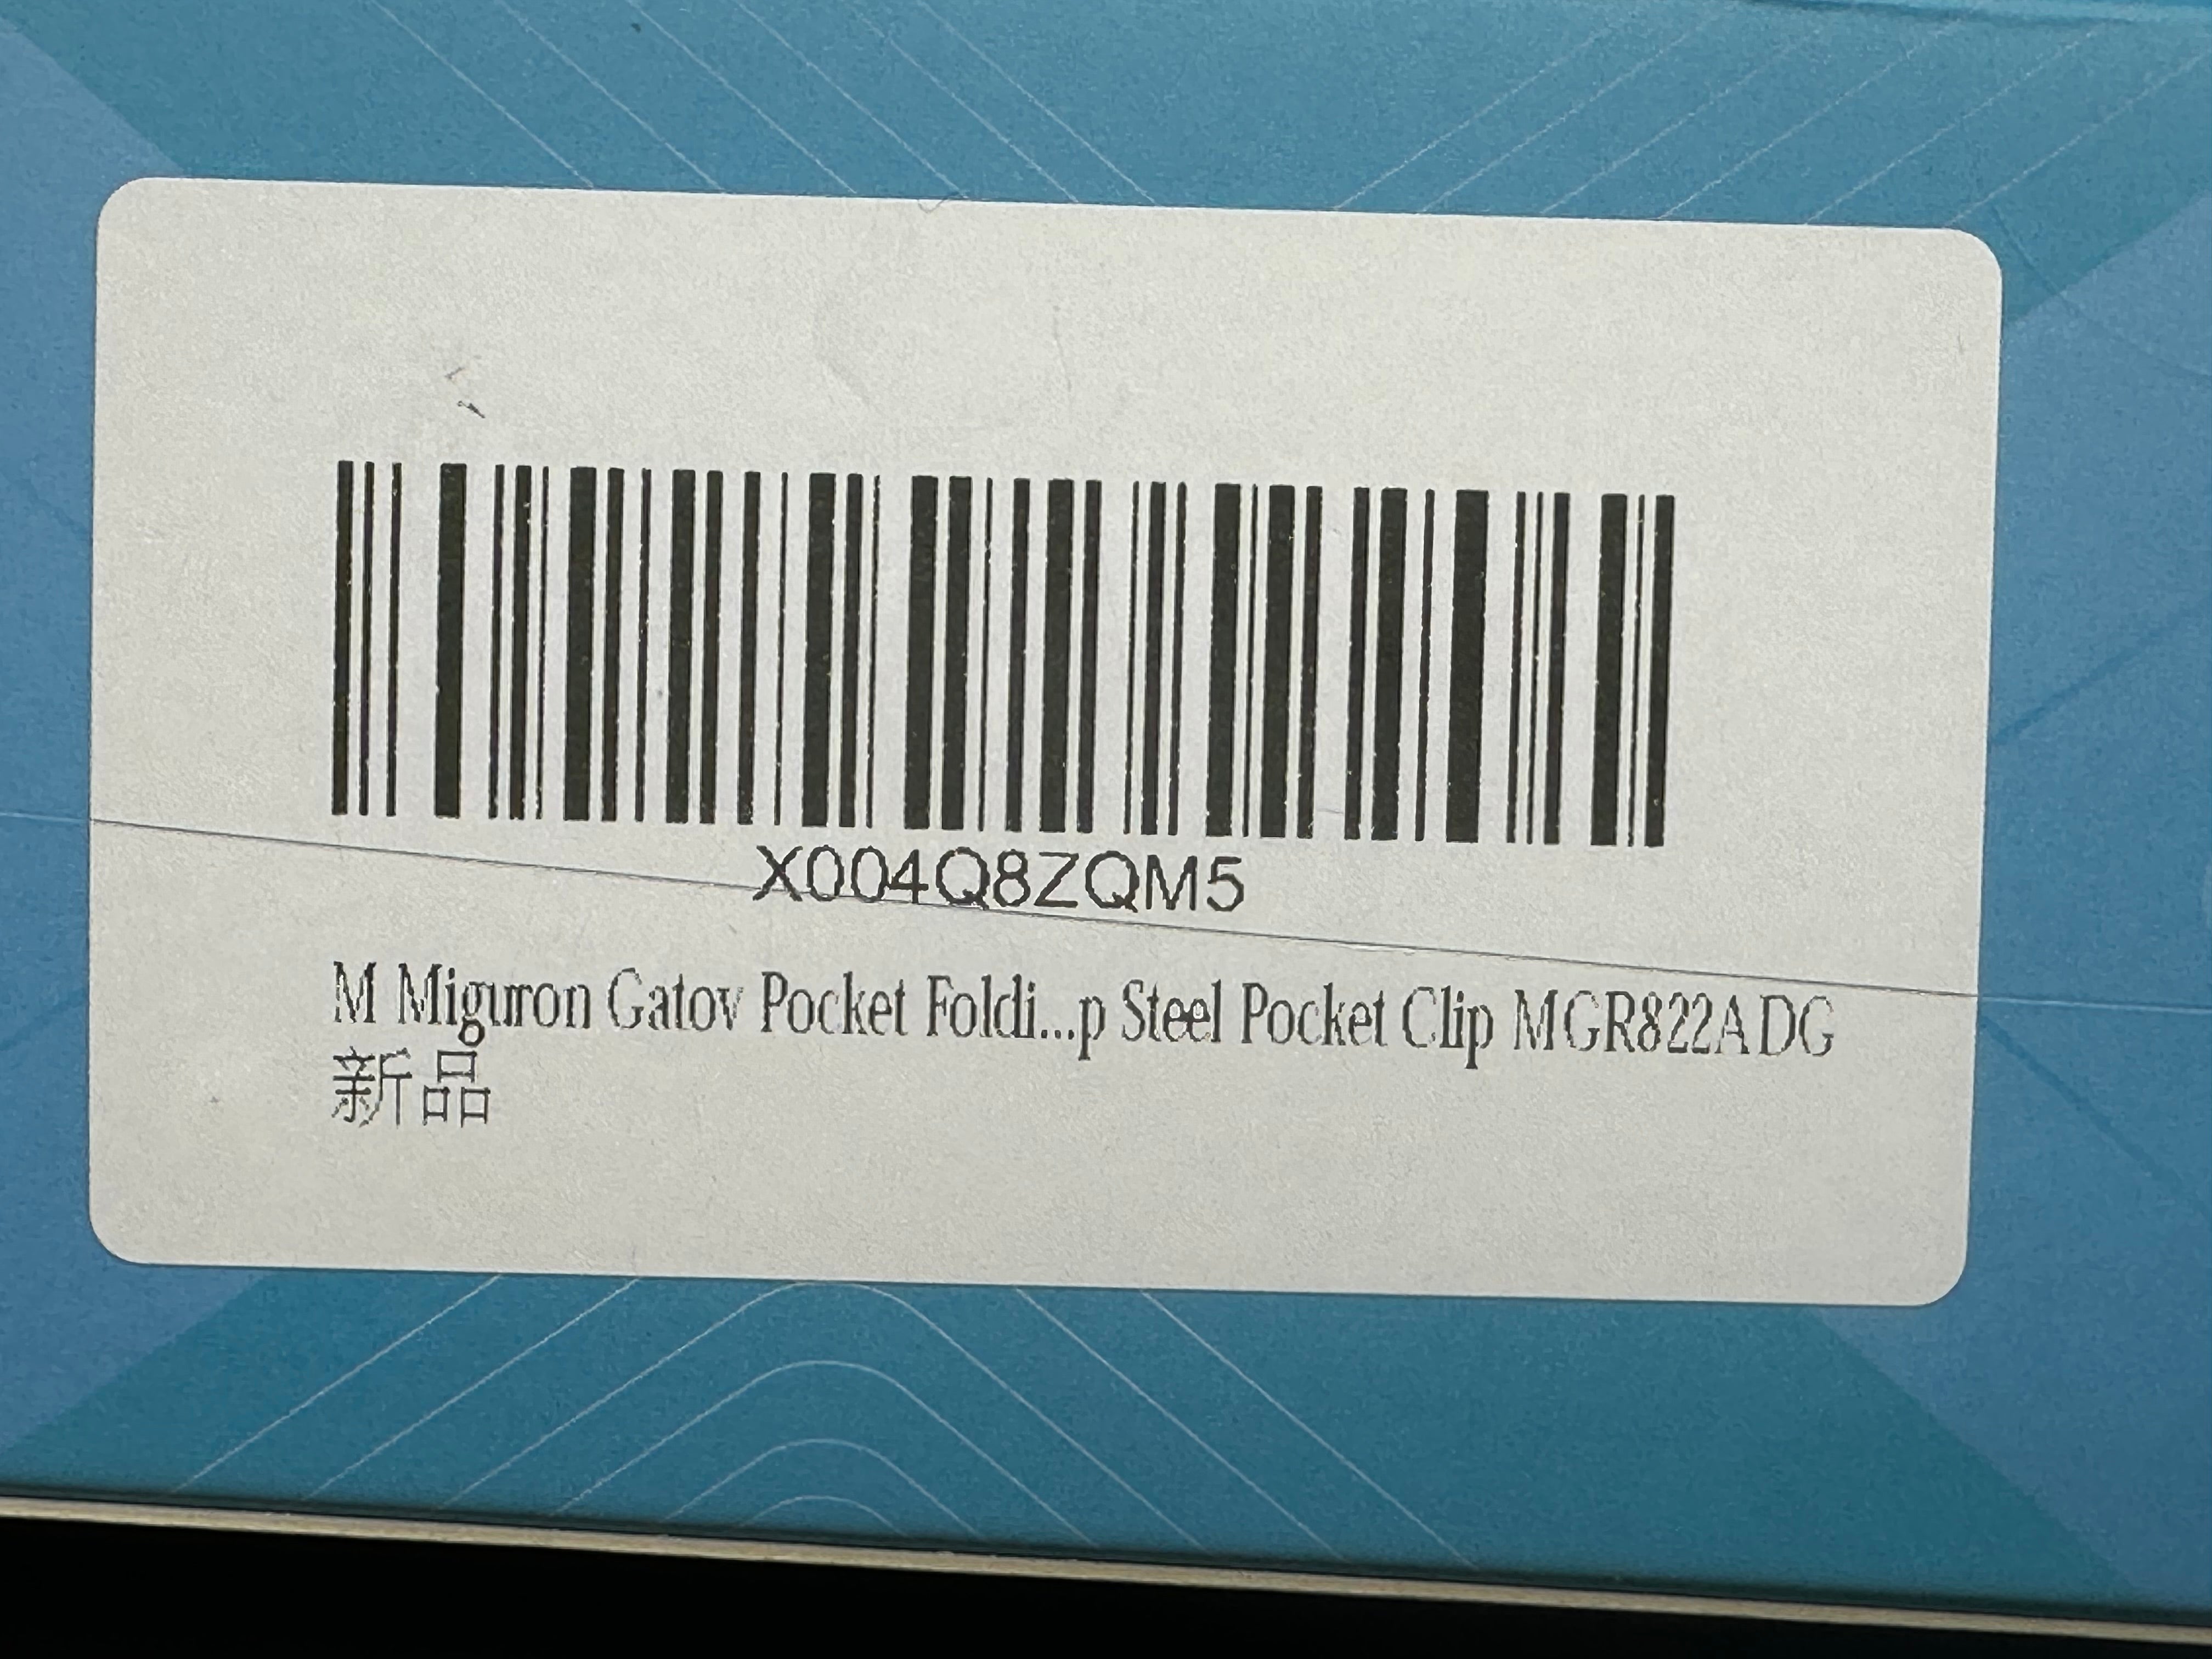 X004Q8ZQM5
M Miguron Gatov Pocket Foldi...p Steel Pocket Clip MGR822ADG
新品